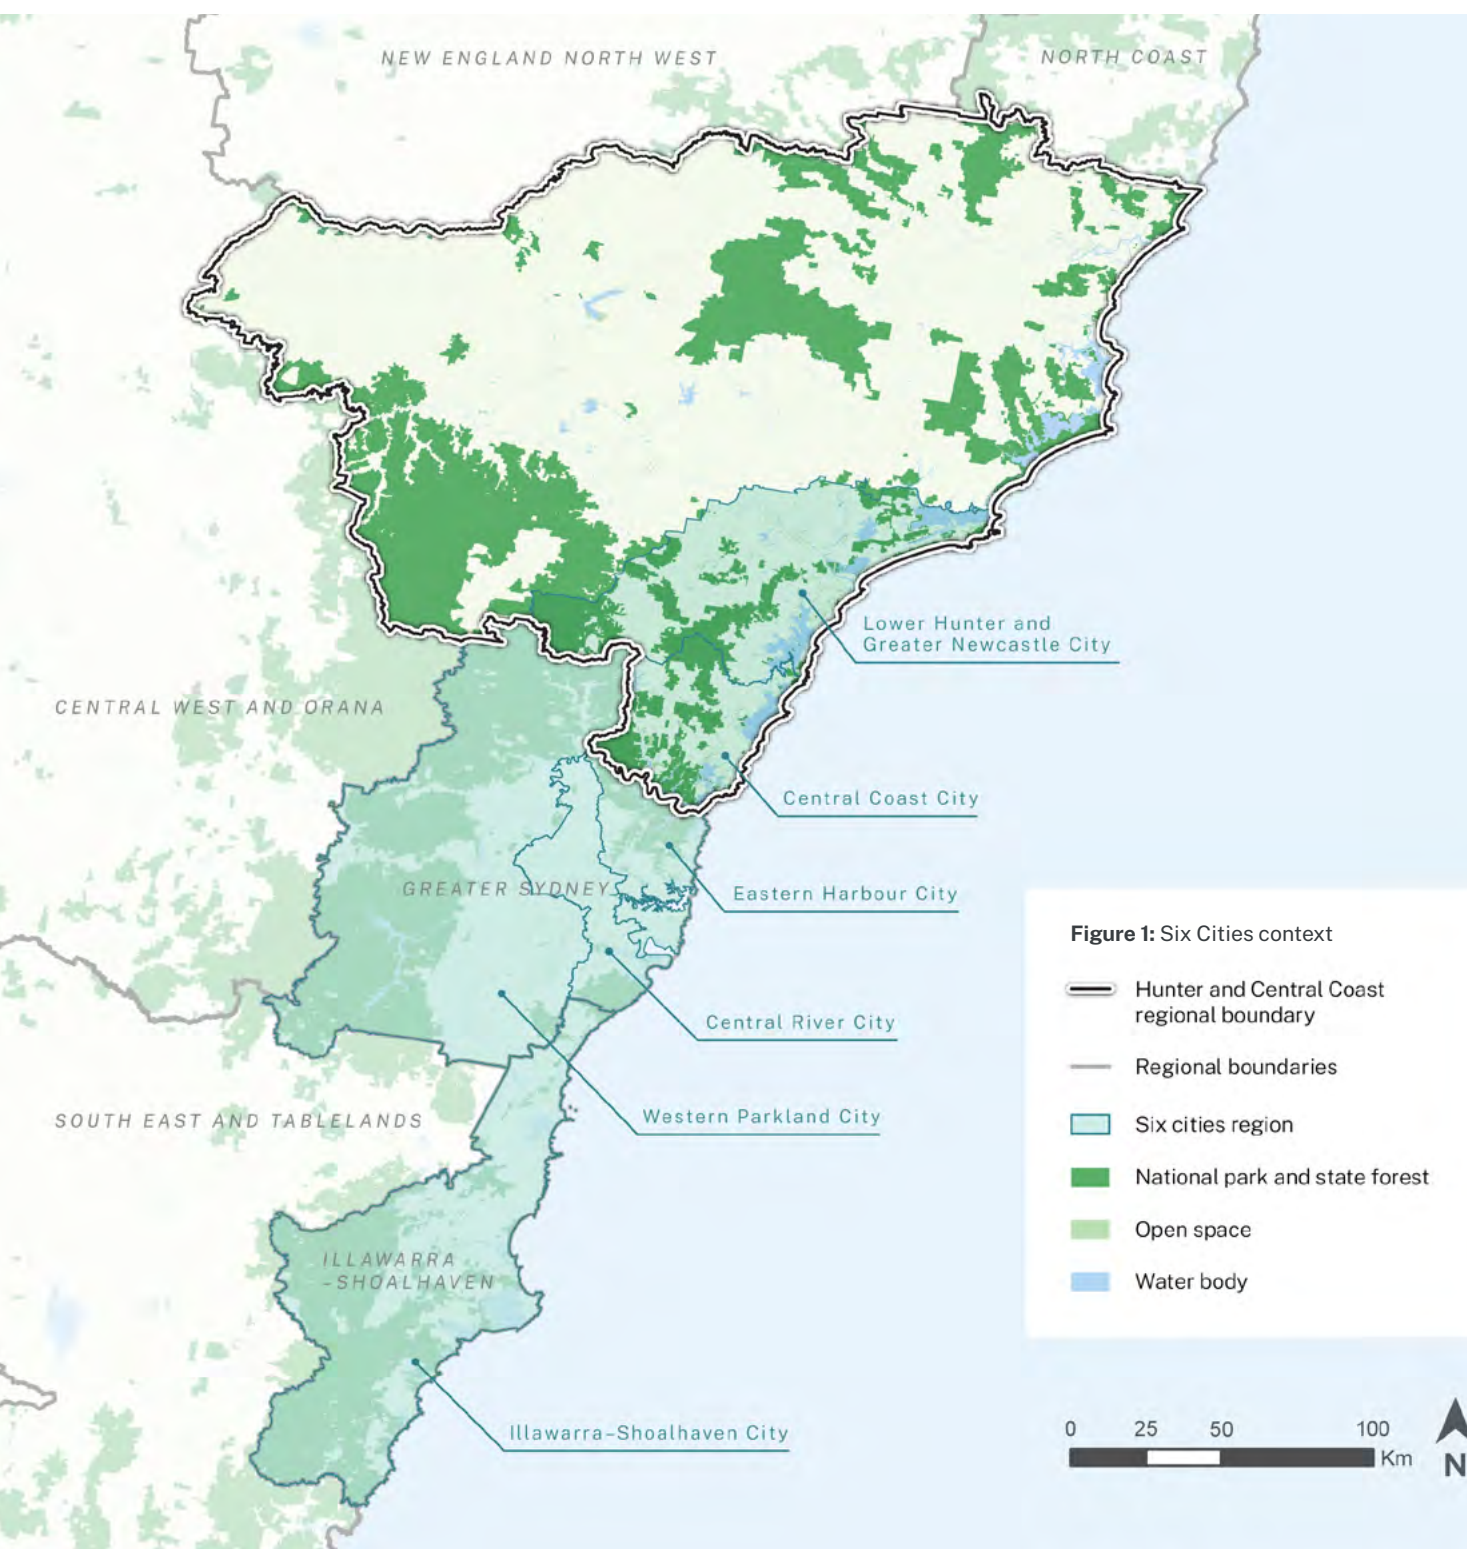 NEW ENGLAND NORTH WEST
NORTH COAST
Lower Hunter and
Greater Newcastle City
CENTRAL WEST AND ORANA
Central Coast City
GREATER SYDNEY
Eastern Harbour City
Central River City
Western Parkland City
SOUTH EAST AND TABLELANDS
ILLAWARRA
–SHOALHAVEN
Illawarra–Shoalhaven City
Figure 1: Six Cities context
Hunter and Central Coast
regional boundary
Regional boundaries
Six cities region
National park and state forest
Open space
Water body
0 25 50 100
Km
N